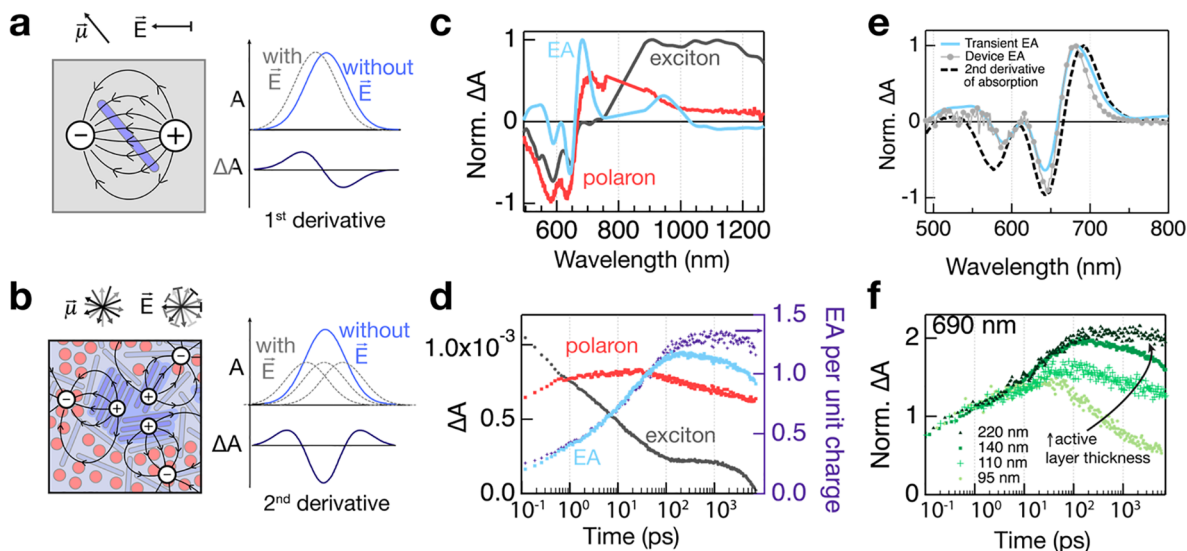 a
μ⃗ E⃗
− +
with E⃗
without E⃗
A
ΔA
1st derivative
b
μ⃗ E⃗
− − + + + −
with E⃗
without E⃗
A
ΔA
2nd derivative
c
Norm. ΔA
1
0
-1
EA
exciton
polaron
600 800 1000 1200
Wavelength (nm)
d
ΔA
1.0x10-3
0.5
0.0
polaron
exciton
EA
EA per unit charge
1.5
1.0
0.5
0.0
10-1 100 101 102 103
Time (ps)
e
Norm. ΔA
1
0
-1
Transient EA
Device EA
2nd derivative
of absorption
500 600 700 800
Wavelength (nm)
f
Norm. ΔA
2
1
0
690 nm
220 nm
140 nm
110 nm
95 nm
↑active
layer thickness
10-1 100 101 102 103
Time (ps)